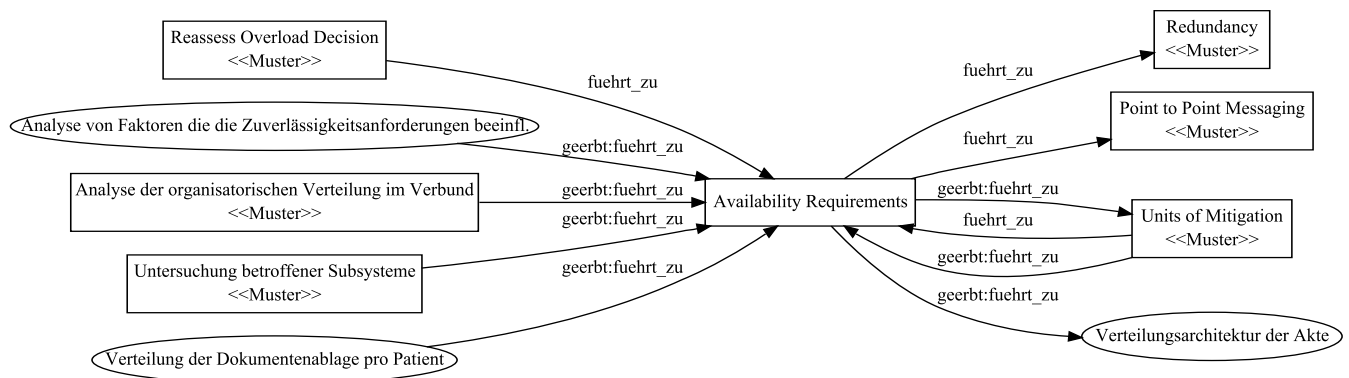 Reassess Overload Decision
<<Muster>>
Analyse von Faktoren die die Zuverlässigkeitsanforderungen beeinfl.
Analyse der organisatorischen Verteilung im Verbund
<<Muster>>
Untersuchung betroffener Subsysteme
<<Muster>>
Verteilung der Dokumentenablage pro Patient
fuehrt_zu
geerbt:fuehrt_zu
geerbt:fuehrt_zu
geerbt:fuehrt_zu
geerbt:fuehrt_zu
Availability Requirements
fuehrt_zu
fuehrt_zu
geerbt:fuehrt_zu
fuehrt_zu
geerbt:fuehrt_zu
geerbt:fuehrt_zu
Redundancy
<<Muster>>
Point to Point Messaging
<<Muster>>
Units of Mitigation
<<Muster>>
Verteilungsarchitektur der Akte